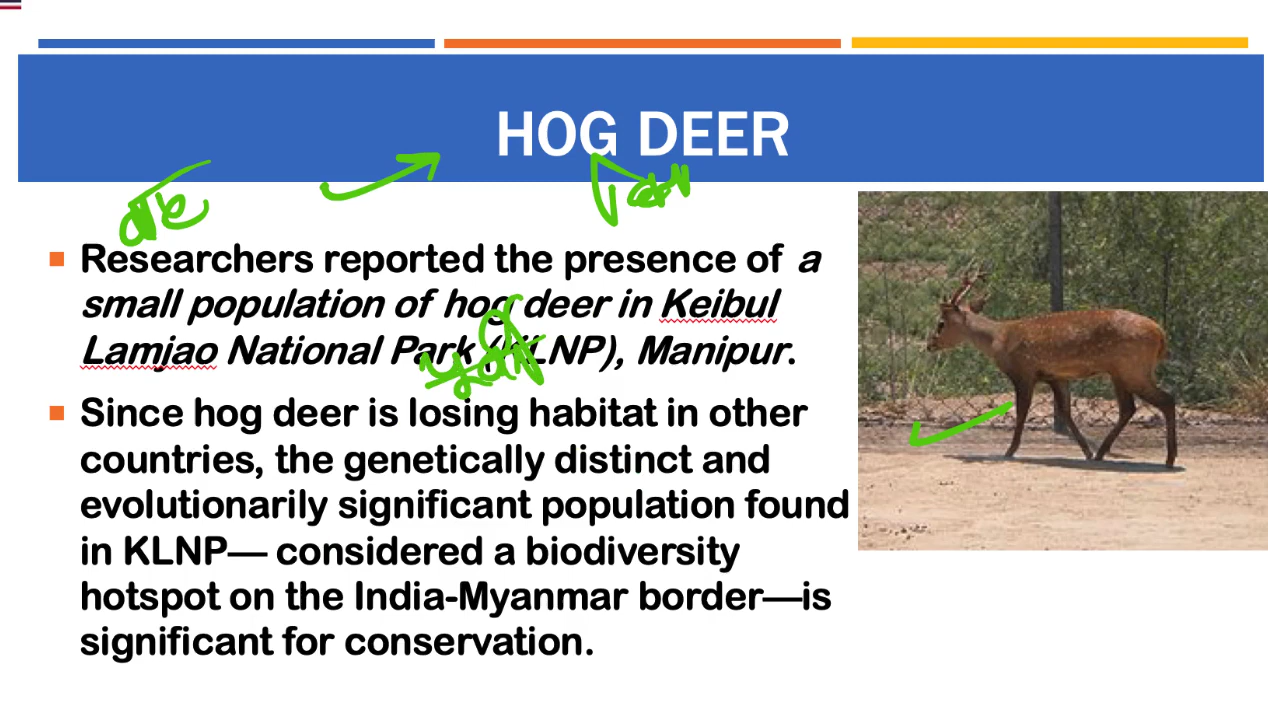 HOG DEER
Researchers reported the presence of a
small population of hog deer in Keibul
Lamjao National Park (KLNP), Manipur.
Since hog deer is losing habitat in other
countries, the genetically distinct and
evolutionarily significant population found
in KLNP— considered a biodiversity
hotspot on the India-Myanmar border—is
significant for conservation.